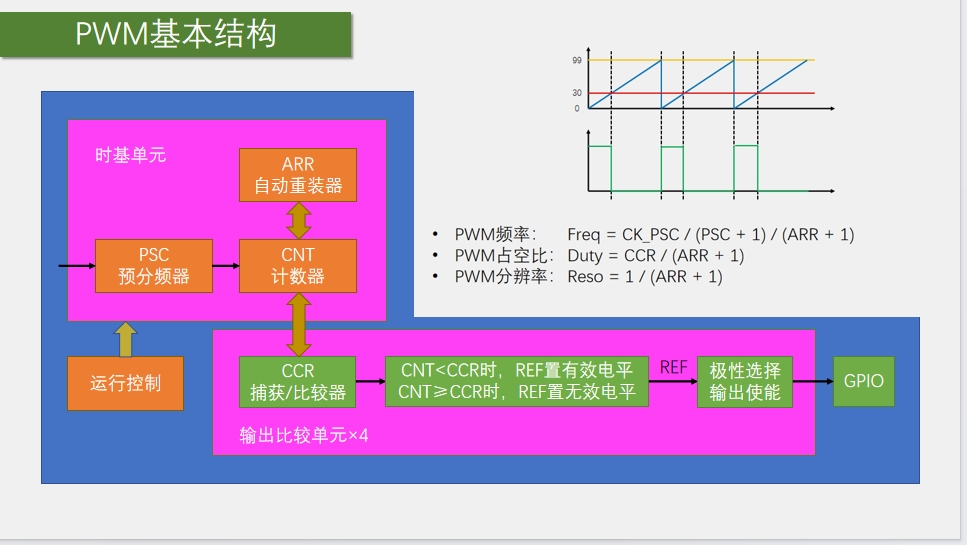 PWM基本结构
99
30
0
时基单元
ARR
自动重装器
PSC
预分频器
CNT
计数器
运行控制
• PWM频率： Freq = CK_PSC / (PSC + 1) / (ARR + 1)
• PWM占空比： Duty = CCR / (ARR + 1)
• PWM分辨率： Reso = 1 / (ARR + 1)
CCR
捕获/比较器
CNT<CCR时，REF置有效电平
CNT≥CCR时，REF置无效电平
REF
极性选择
输出使能
GPIO
输出比较单元×4